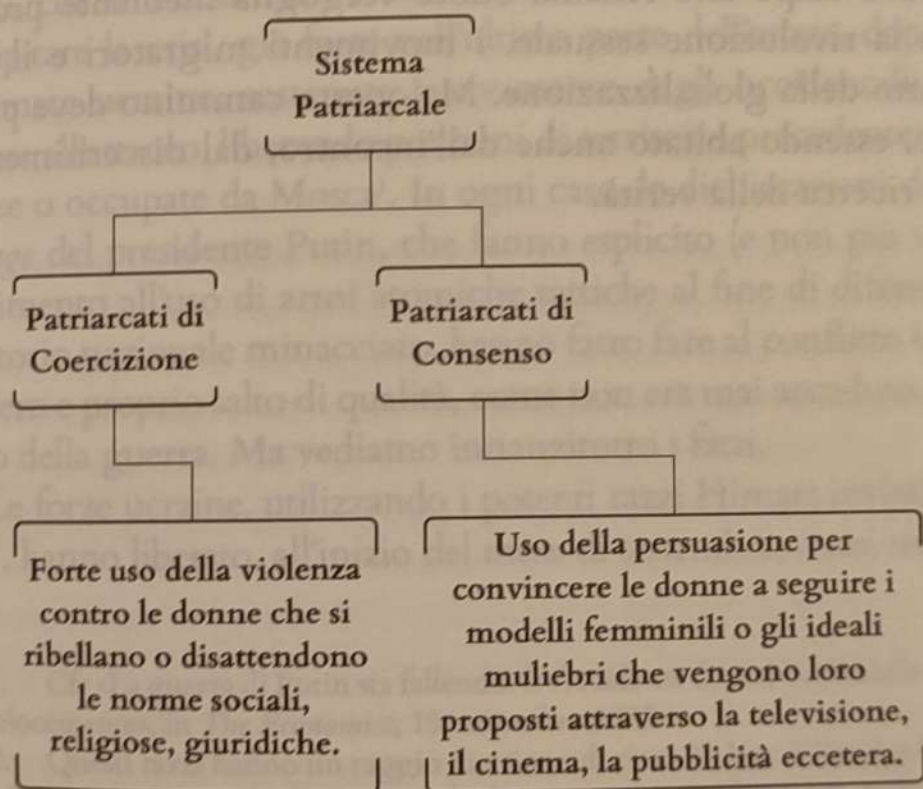 Sistema
Patriarcale
Patriarcati di
Coercizione
Patriarcati di
Consenso
Forte uso della violenza
contro le donne che si
ribellano o disattendono
le norme sociali,
religiose, giuridiche.
Uso della persuasione per
convincere le donne a seguire i
modelli femminili o gli ideali
muliebri che vengono loro
proposti attraverso la televisione,
il cinema, la pubblicità eccetera.